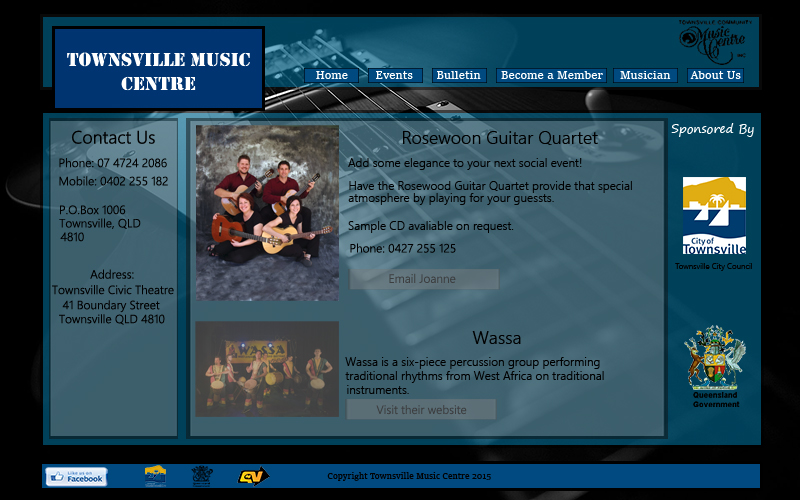 TOWNSVILLE COMMUNITY
Music
Centre
INC
TOWNSVILLE MUSIC
CENTRE
Home Events Bulletin Become a Member Musician About Us
Contact Us
Phone: 07 4724 2086
Mobile: 0402 255 182
P.O.Box 1006
Townsville, QLD
4810
Address:
Townsville Civic Theatre
41 Boundary Street
Townsville QLD 4810
Rosewoon Guitar Quartet
Add some elegance to your next social event!
Have the Rosewood Guitar Quartet provide that special
atmosphere by playing for your guessts.
Sample CD avaliable on request.
Phone: 0427 255 125
Email Joanne
WASSA
Wassa
Wassa is a six-piece percussion group performing
traditional rhythms from West Africa on traditional
instruments.
Visit their website
Sponsored By
City of
Townsville
Townsville City Council
Queensland
Government
Like us on
Facebook
Copyright Townsville Music Centre 2015